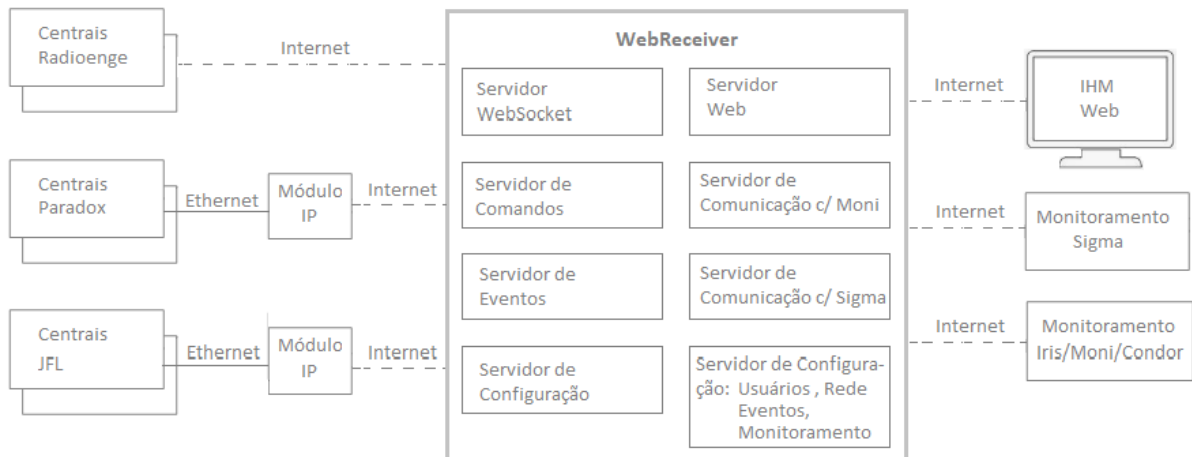 Centrais
Radioenge
Internet
Centrais
Paradox
Ethernet
Módulo
IP
Internet
Centrais
JFL
Ethernet
Módulo
IP
Internet
WebReceiver
Servidor
WebSocket
Servidor
Web
Servidor de
Comandos
Servidor de
Comunicação c/ Moni
Servidor de
Eventos
Servidor de
Comunicação c/ Sigma
Servidor de
Configuração
Servidor de Configura-
ção: Usuários , Rede
Eventos,
Monitoramento
Internet
IHM
Web
Internet
Monitoramento
Sigma
Internet
Monitoramento
Iris/Moni/Condor